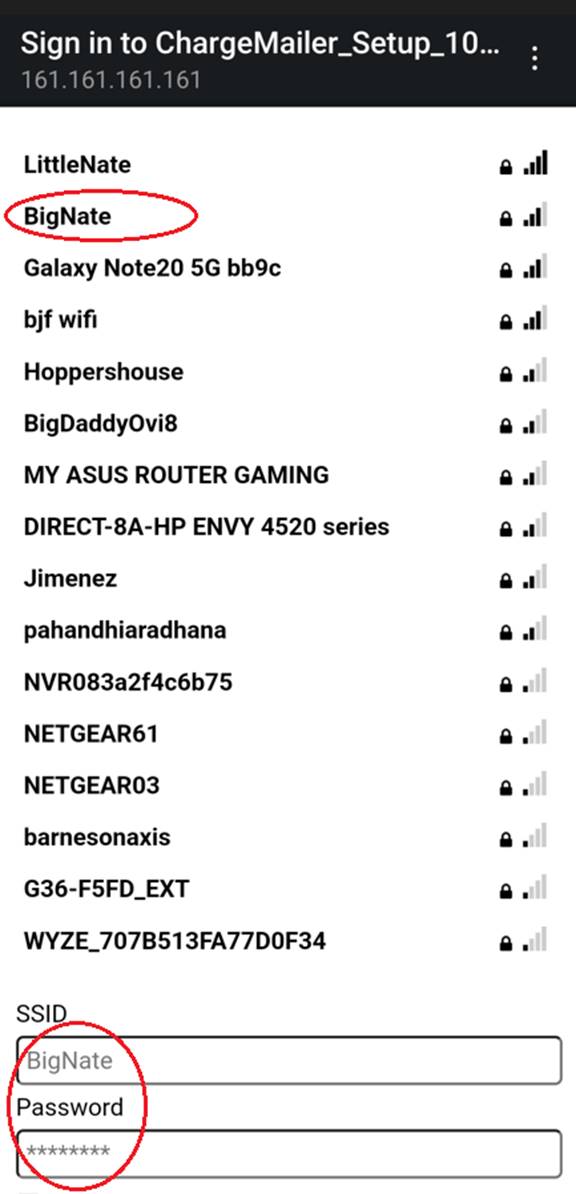 Sign in to ChargeMailer_Setup_10...
161.161.161.161
LittleNate
BigNate
Galaxy Note20 5G bb9c
bjf wifi
Hoppershouse
BigDaddyOvi8
MY ASUS ROUTER GAMING
DIRECT-8A-HP ENVY 4520 series
Jimenez
pahandhiaradhana
NVR083a2f4c6b75
NETGEAR61
NETGEAR03
barnesonaxis
G36-F5FD_EXT
WYZE_707B513FA77D0F34
SSID
BigNate
Password
********